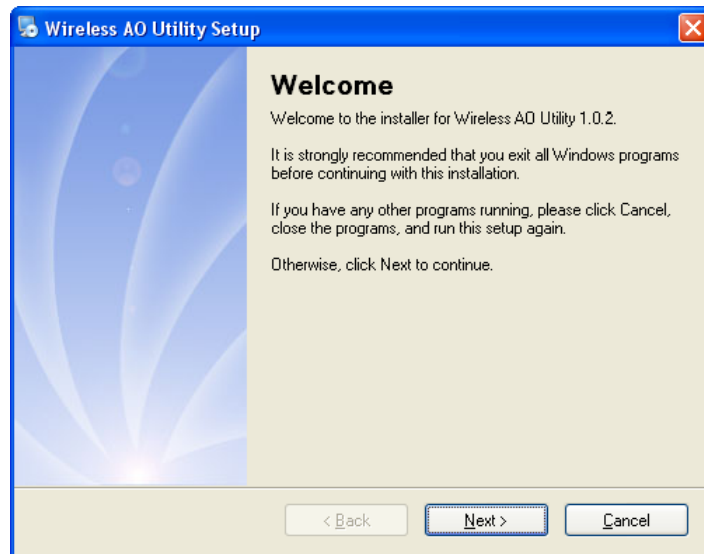 Wireless AO Utility Setup
Welcome
Welcome to the installer for Wireless AO Utility 1.0.2.
It is strongly recommended that you exit all Windows programs
before continuing with this installation.
If you have any other programs running, please click Cancel,
close the programs, and run this setup again.
Otherwise, click Next to continue.
< Back
Next >
Cancel